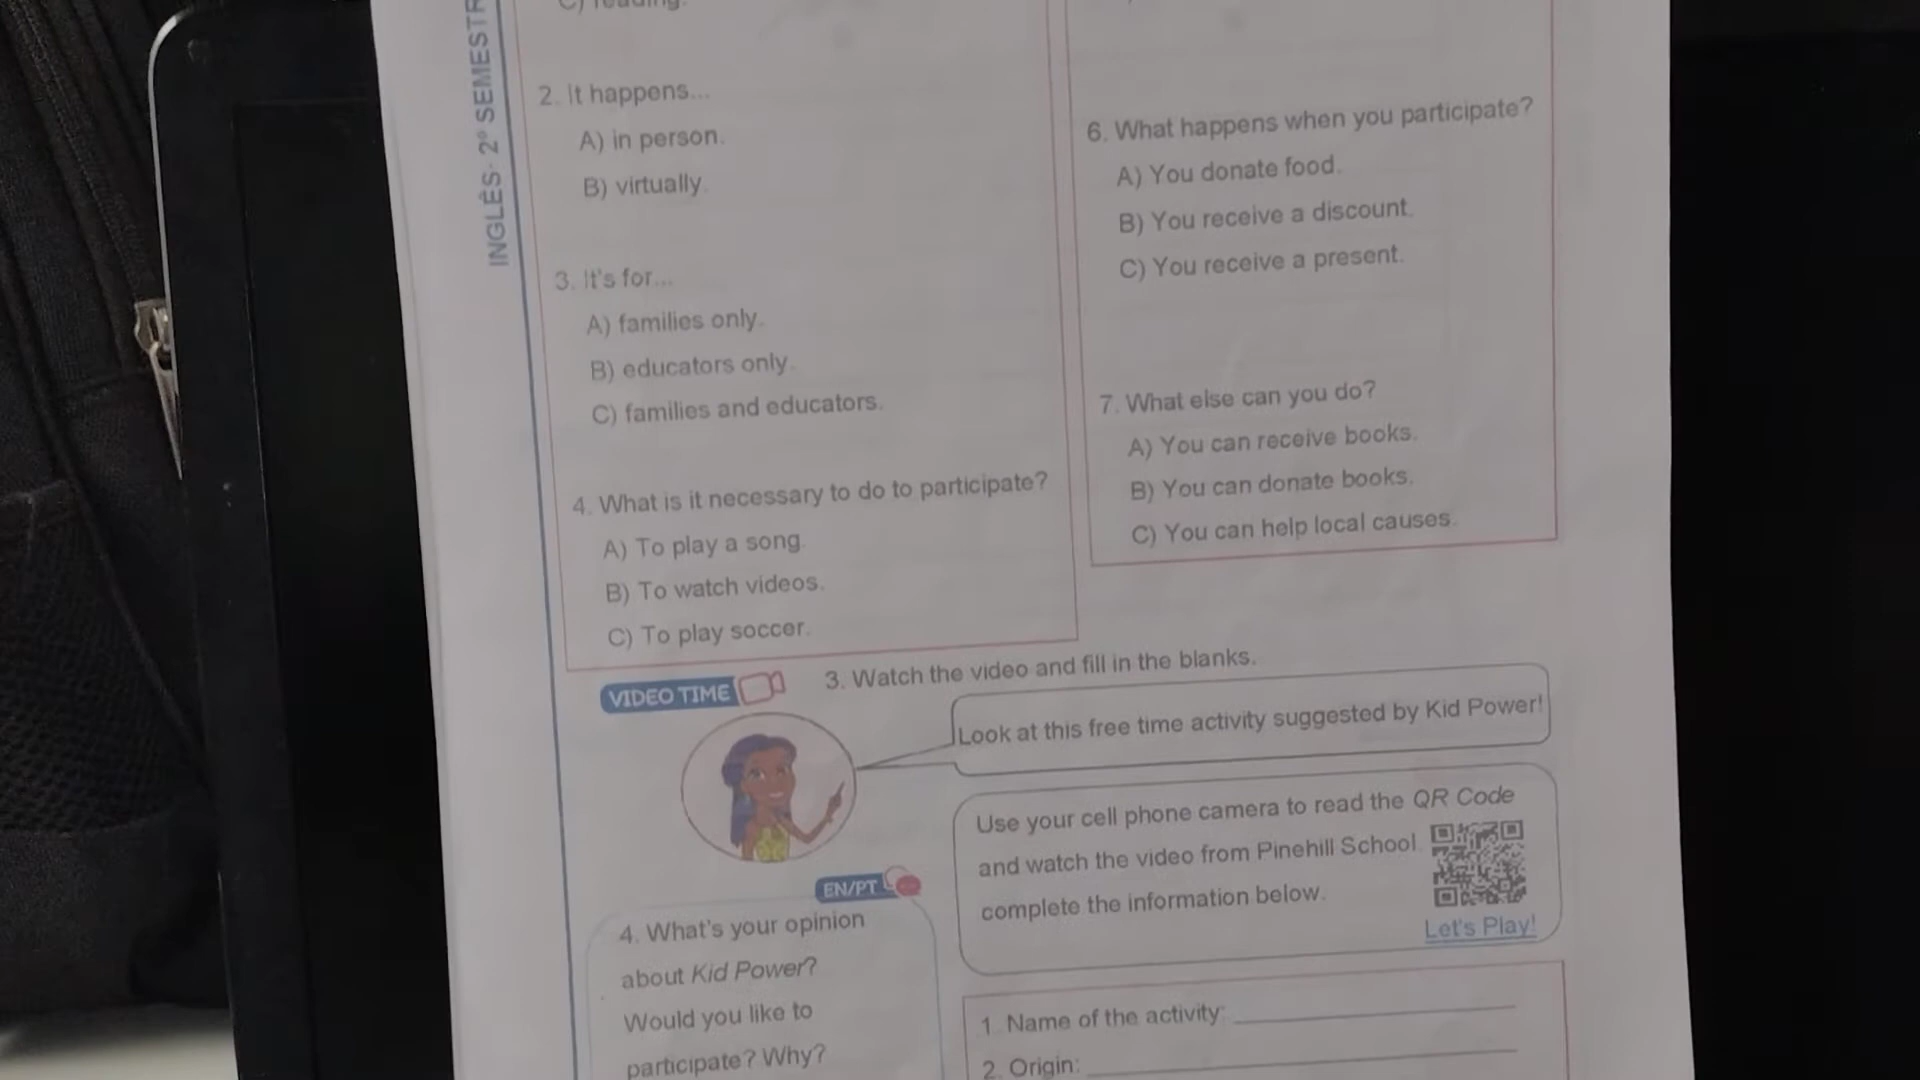 INGLÊS- 2º SEMESTR
C) reading.
2. It happens...
A) in person.
B) virtually.
3. It's for...
A) families only.
B) educators only.
C) families and educators.
4. What is it necessary to do to participate?
A) To play a song.
B) To watch videos.
C) To play soccer.
6. What happens when you participate?
A) You donate food.
B) You receive a discount.
C) You receive a present.
7. What else can you do?
A) You can receive books.
B) You can donate books.
C) You can help local causes.
VIDEO TIME
3. Watch the video and fill in the blanks.
Look at this free time activity suggested by Kid Power!
Use your cell phone camera to read the QR Code
and watch the video from Pinehill School.
complete the information below.
Let's Play!
EN/PT
4. What's your opinion
about Kid Power?
Would you like to
participate? Why?
1. Name of the activity:
2. Origin: